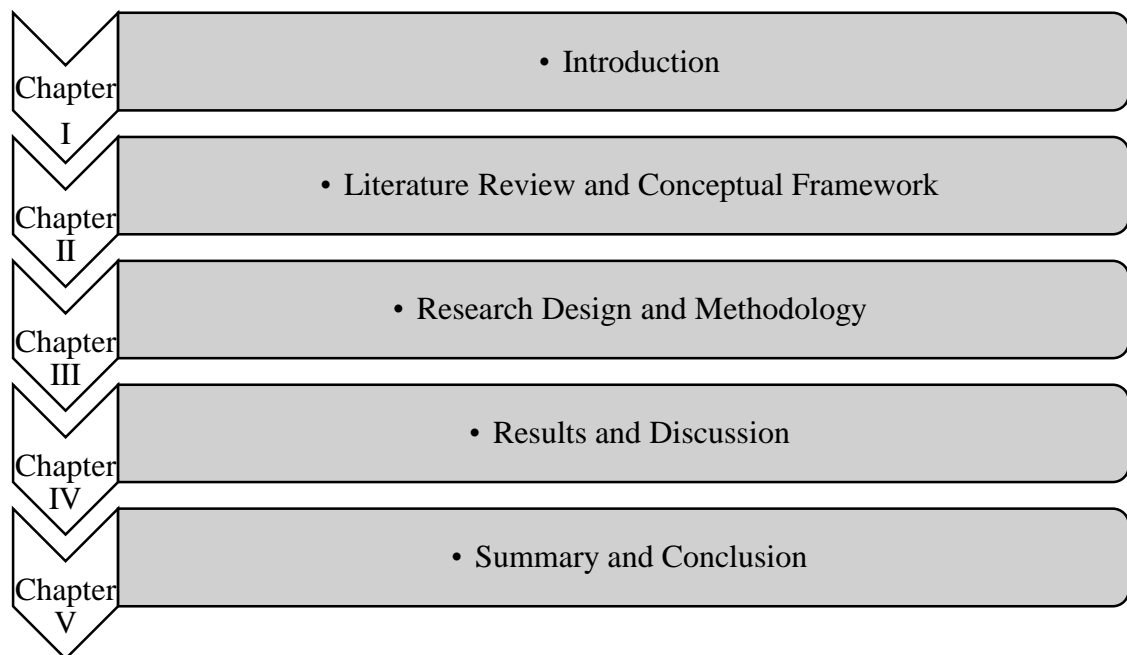 Chapter
I
• Introduction
Chapter
II
• Literature Review and Conceptual Framework
Chapter
III
• Research Design and Methodology
Chapter
IV
• Results and Discussion
Chapter
V
• Summary and Conclusion